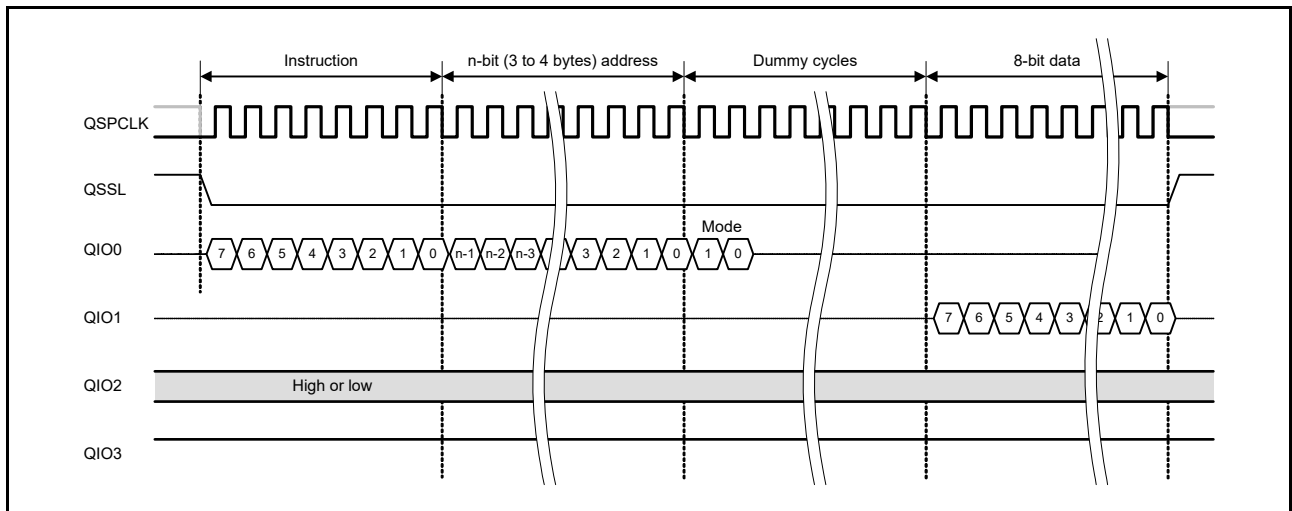 Instruction n-bit (3 to 4 bytes) address Dummy cycles 8-bit data
QSPCLK
QSSL
Mode
QIO0 7 6 5 4 3 2 1 0 n-1 n-2 n-3 3 2 1 0 1 0
QIO1 7 6 5 4 3 2 1 0
QIO2 High or low
QIO3